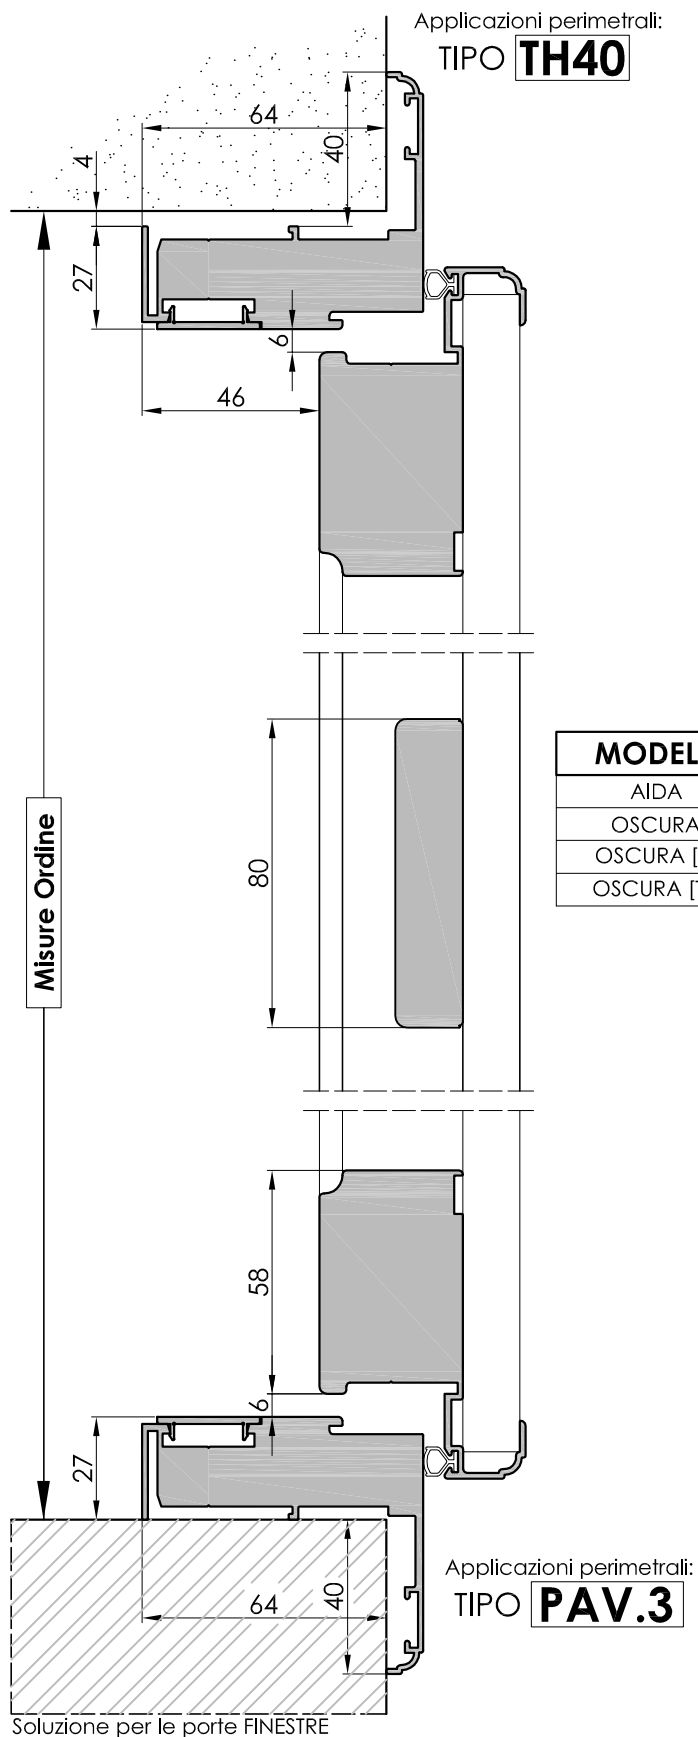 Applicazioni perimetrali:
TIPO TH40
64
40
4
27
6
46
MODEL
AIDA
OSCURA
OSCURA [
OSCURA [
Misure Ordine
80
58
6
27
64
40
Applicazioni perimetrali:
TIPO PAV.3
Soluzione per le porte FINESTRE